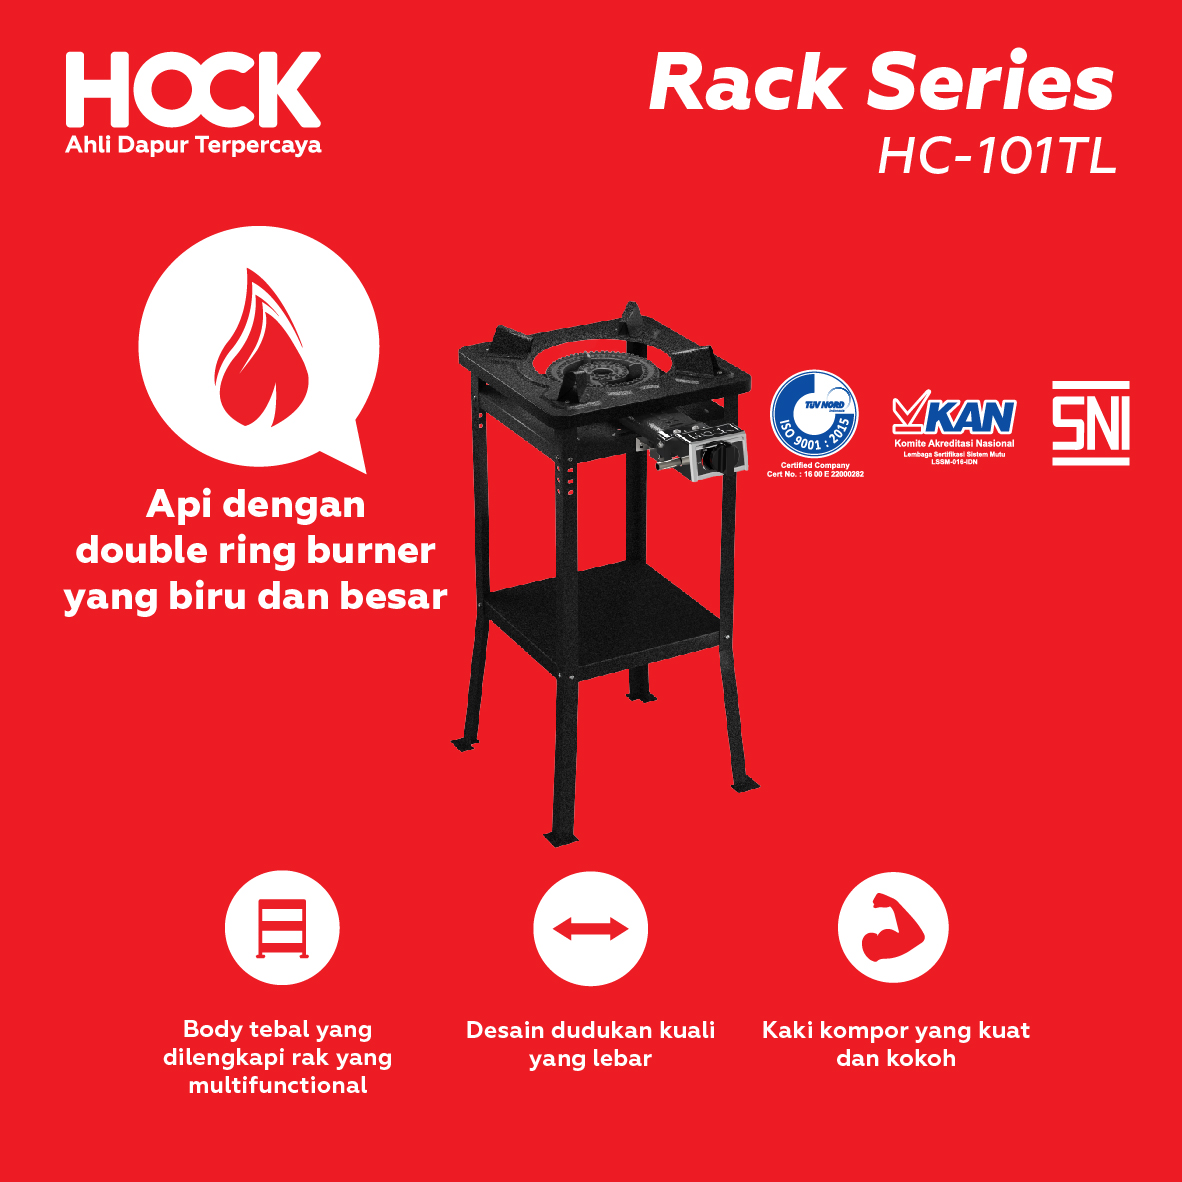 HOCK
Ahli Dapur Terpercaya
Rack Series
HC-101TL
Api dengan
double ring burner
yang biru dan besar
TÜV NORD
Indonesia
ISO 9001 : 2015
Certified Company
Cert No. : 16 00 E 22000282
KAN
Komite Akreditasi Nasional
Lembaga Sertifikasi Sistem Mutu
LSSM-016-IDN
SNI
Body tebal yang
dilengkapi rak yang
multifunctional
Desain dudukan kuali
yang lebar
Kaki kompor yang kuat
dan kokoh